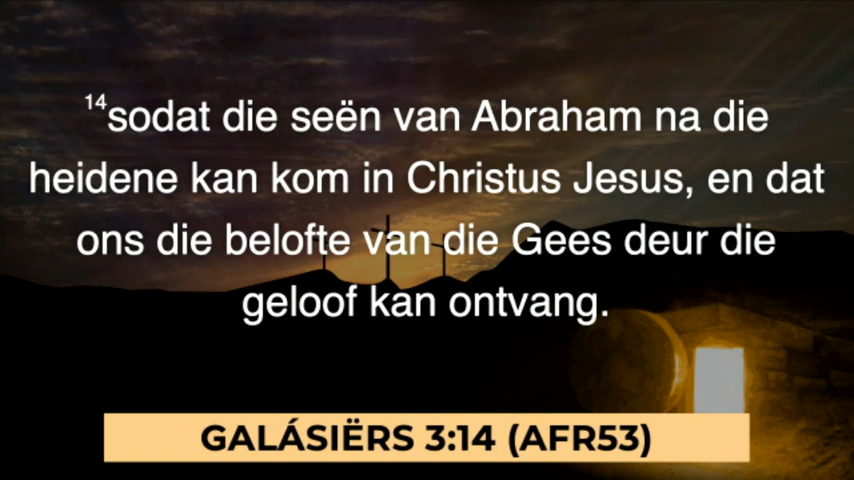 14sodat die seën van Abraham na die
heidene kan kom in Christus Jesus, en dat
ons die belofte van die Gees deur die
geloof kan ontvang.
GALÁSIËRS 3:14 (AFR53)